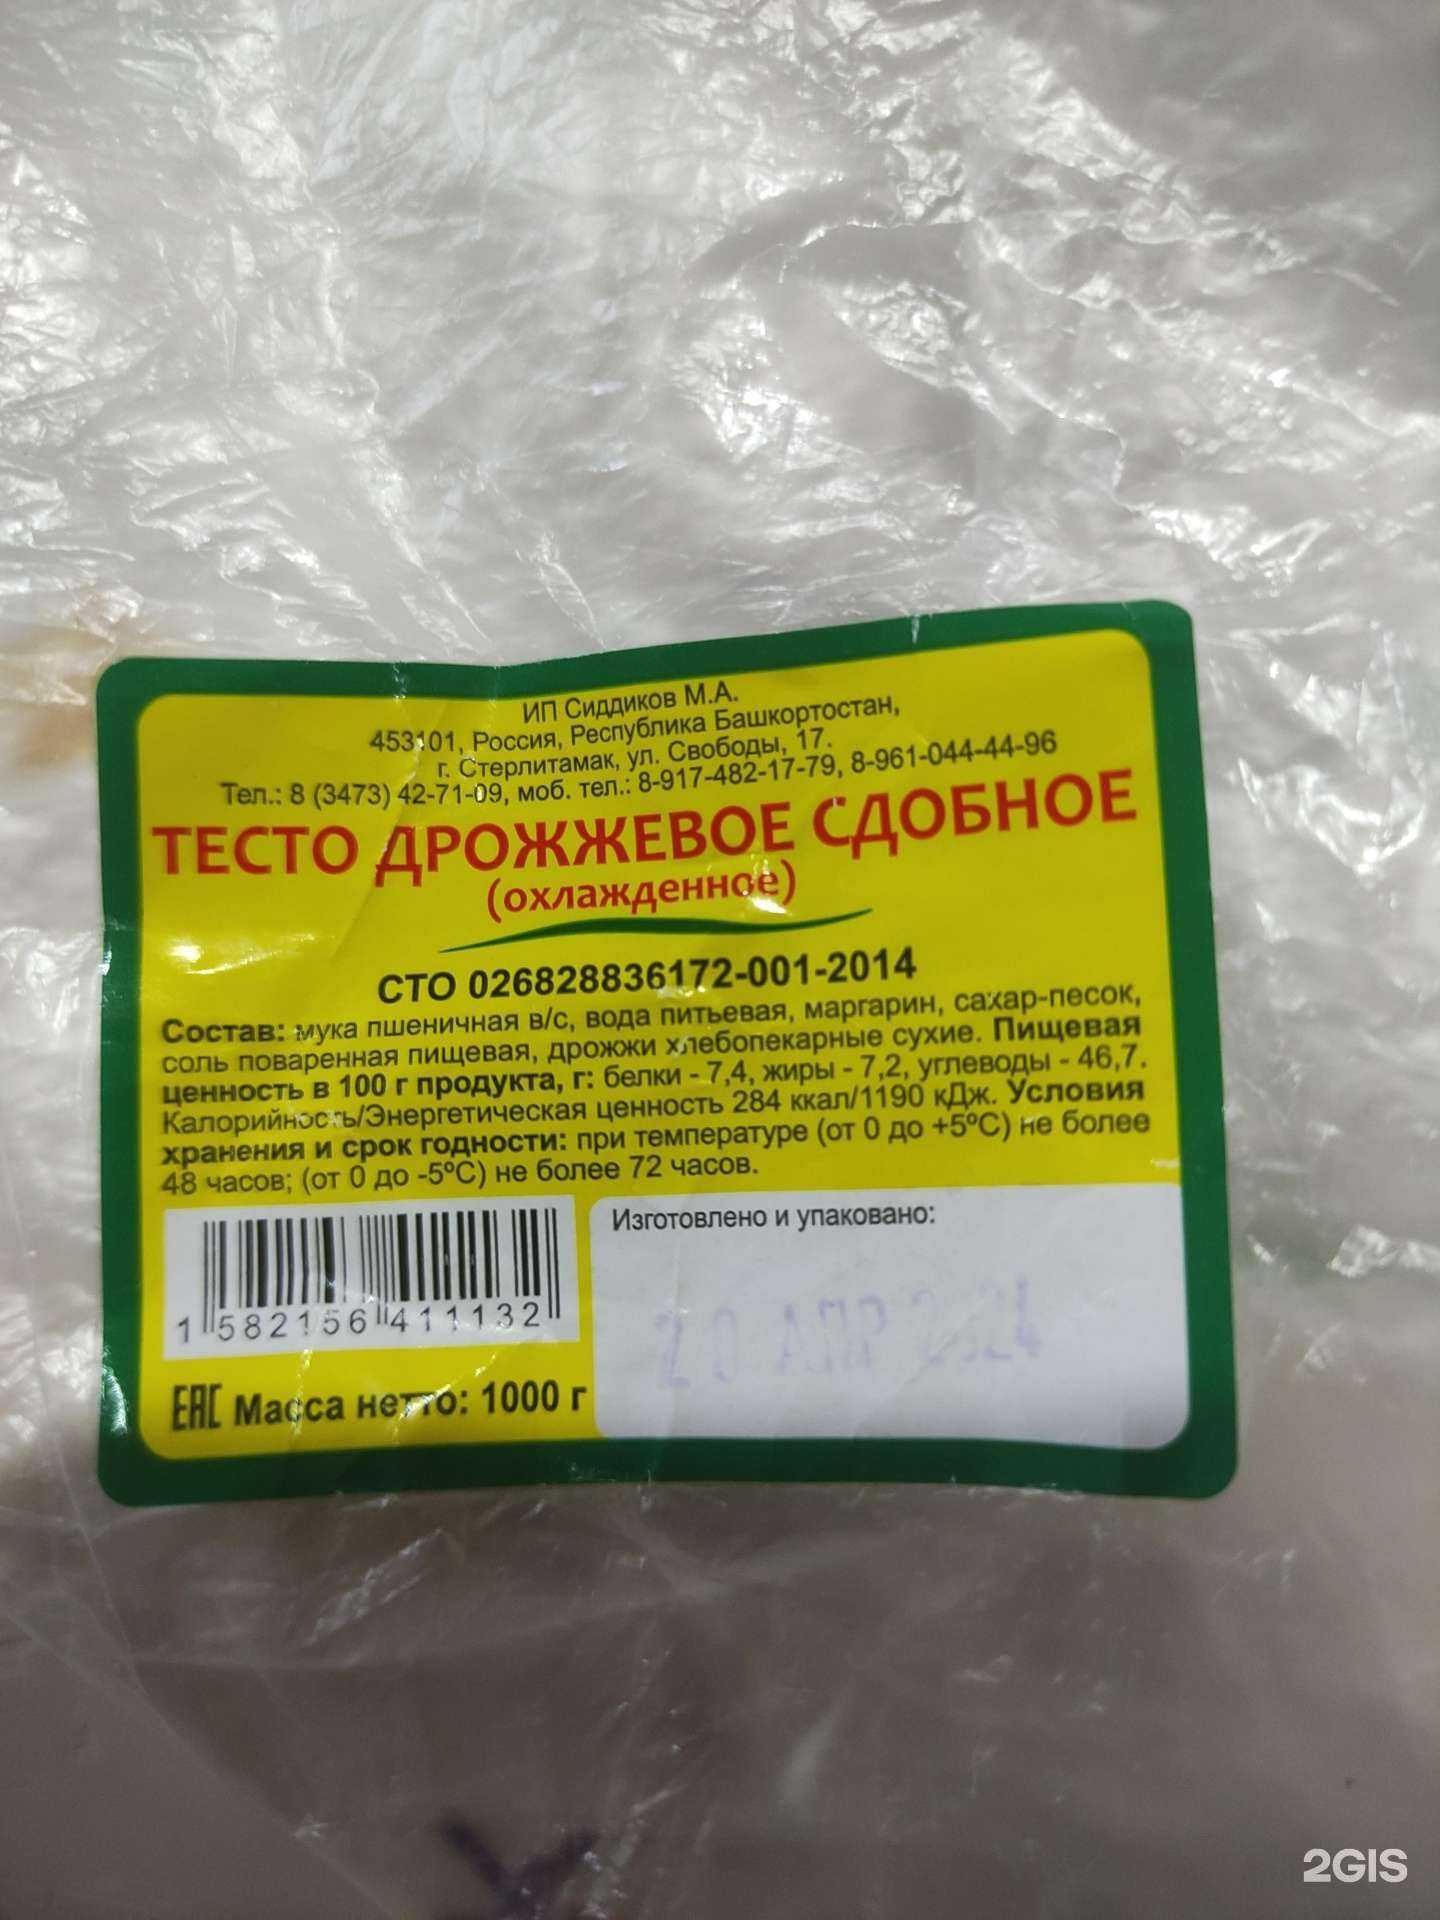 ИП Сиддиков М.А.
453101, Россия, Республика Башкортостан,
г. Стерлитамак, ул. Свободы, 17.
Тел.: 8 (3473) 42-71-09, моб. тел.: 8-917-482-17-79, 8-961-044-44-96
ТЕСТО ДРОЖЖЕВОЕ СДОБНОЕ
(охлажденное)
СТО 026828836172-001-2014
Состав: мука пшеничная в/с, вода питьевая, маргарин, сахар-песок,
соль поваренная пищевая, дрожжи хлебопекарные сухие. Пищевая
ценность в 100 г продукта, г: белки - 7,4, жиры - 7,2, углеводы - 46,7.
Калорийность/Энергетическая ценность 284 ккал/1190 кДж. Условия
хранения и срок годности: при температуре (от 0 до +5ºС) не более
48 часов; (от 0 до -5ºС) не более 72 часов.
Изготовлено и упаковано:
20 АПР 2024
1 582156 411132
ЕАС Масса нетто: 1000 г
2GIS